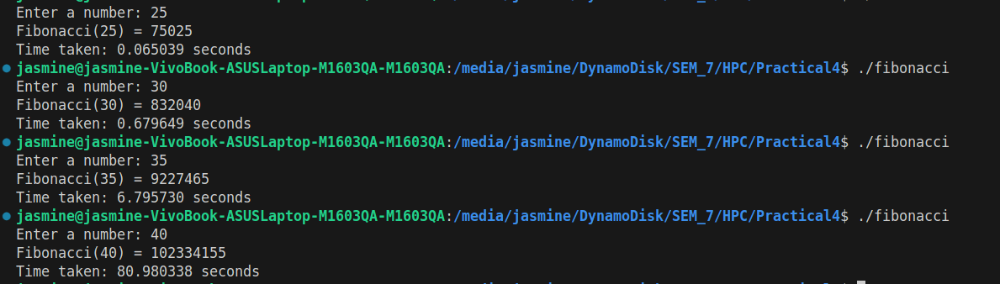 Enter a number: 25
Fibonacci(25) = 75025
Time taken: 0.065039 seconds
jasmine@jasmine-VivoBook-ASUSLaptop-M1603QA-M1603QA:/media/jasmine/DynamoDisk/SEM_7/HPC/Practical4$ ./fibonacci
Enter a number: 30
Fibonacci(30) = 832040
Time taken: 0.679649 seconds
jasmine@jasmine-VivoBook-ASUSLaptop-M1603QA-M1603QA:/media/jasmine/DynamoDisk/SEM_7/HPC/Practical4$ ./fibonacci
Enter a number: 35
Fibonacci(35) = 9227465
Time taken: 6.795730 seconds
jasmine@jasmine-VivoBook-ASUSLaptop-M1603QA-M1603QA:/media/jasmine/DynamoDisk/SEM_7/HPC/Practical4$ ./fibonacci
Enter a number: 40
Fibonacci(40) = 102334155
Time taken: 80.980338 seconds